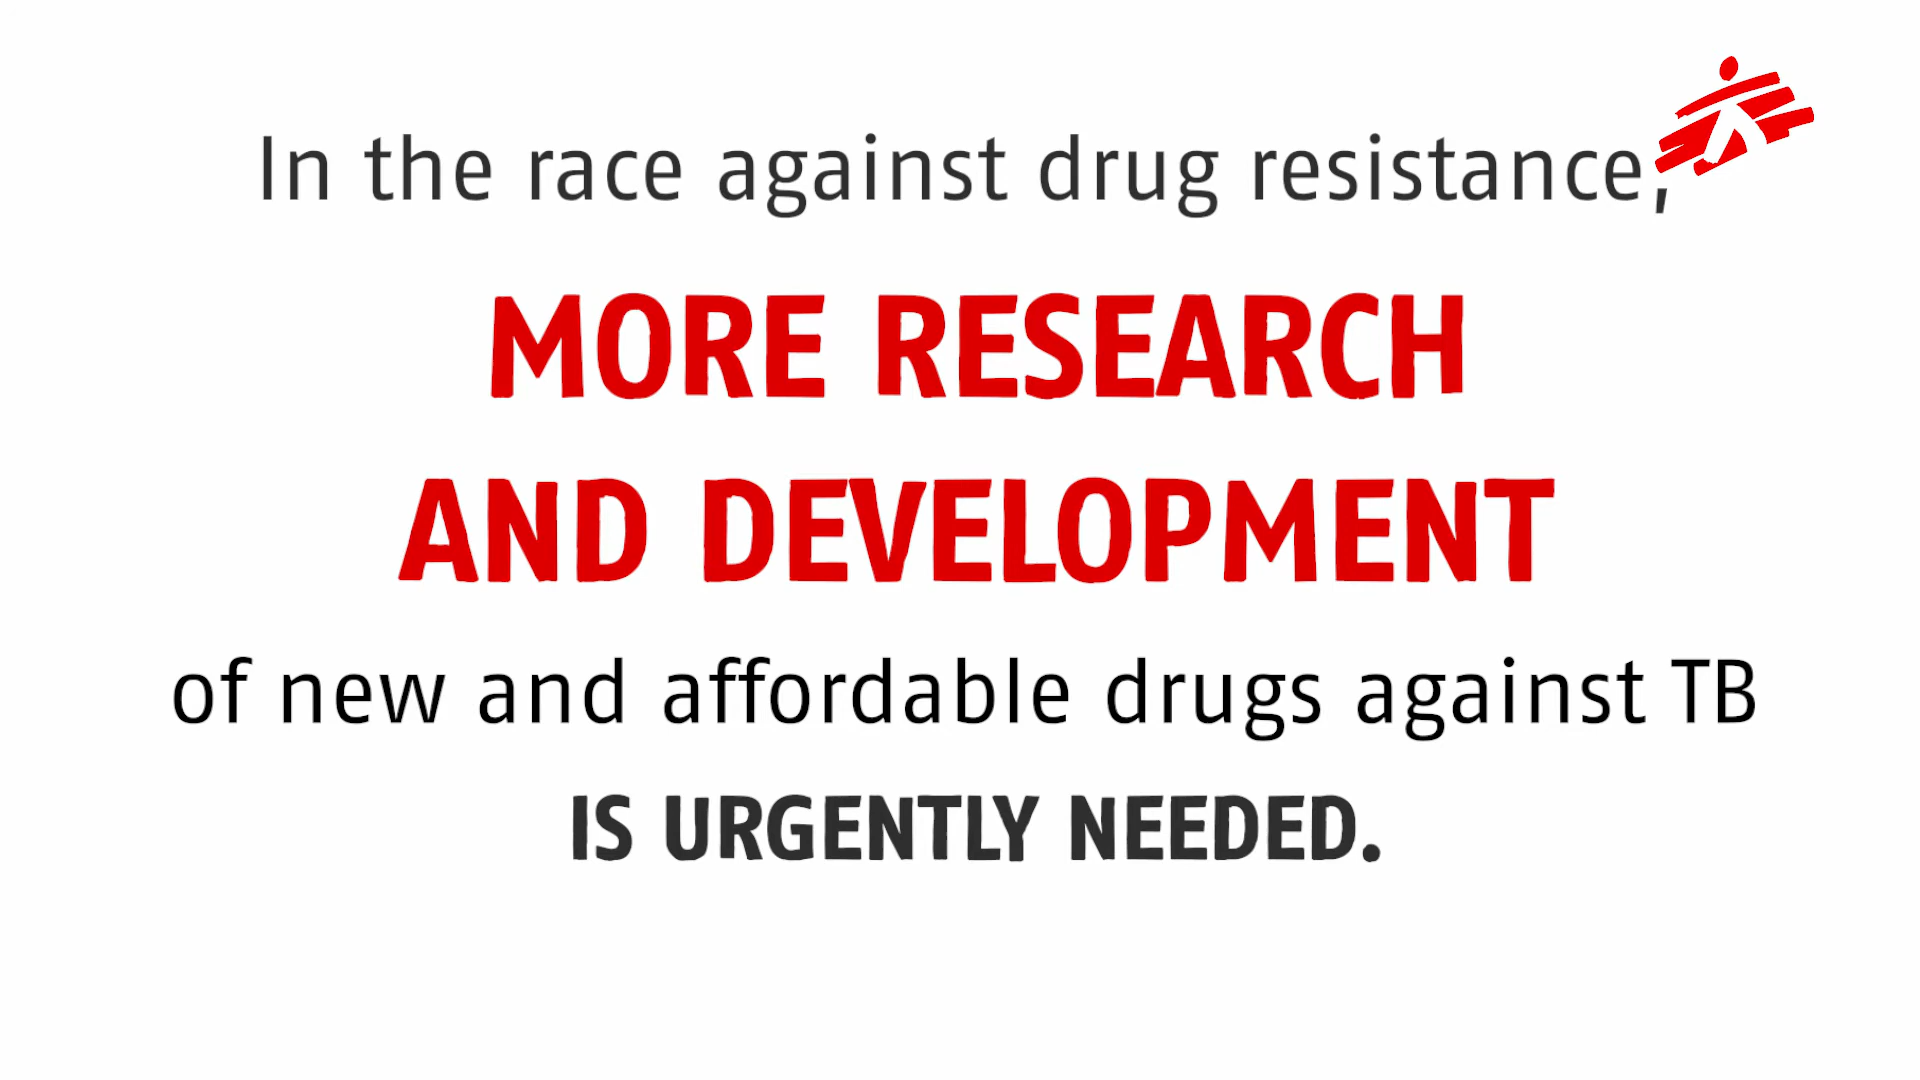 In the race against drug resistance,
MORE RESEARCH
AND DEVELOPMENT
of new and affordable drugs against TB
IS URGENTLY NEEDED.